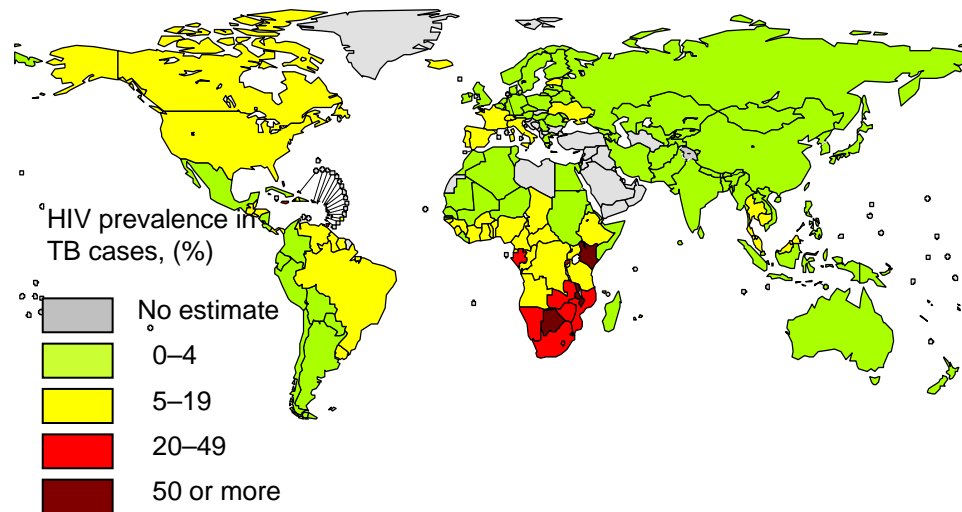 HIV prevalence in
TB cases, (%)
No estimate
0–4
5–19
20–49
50 or more